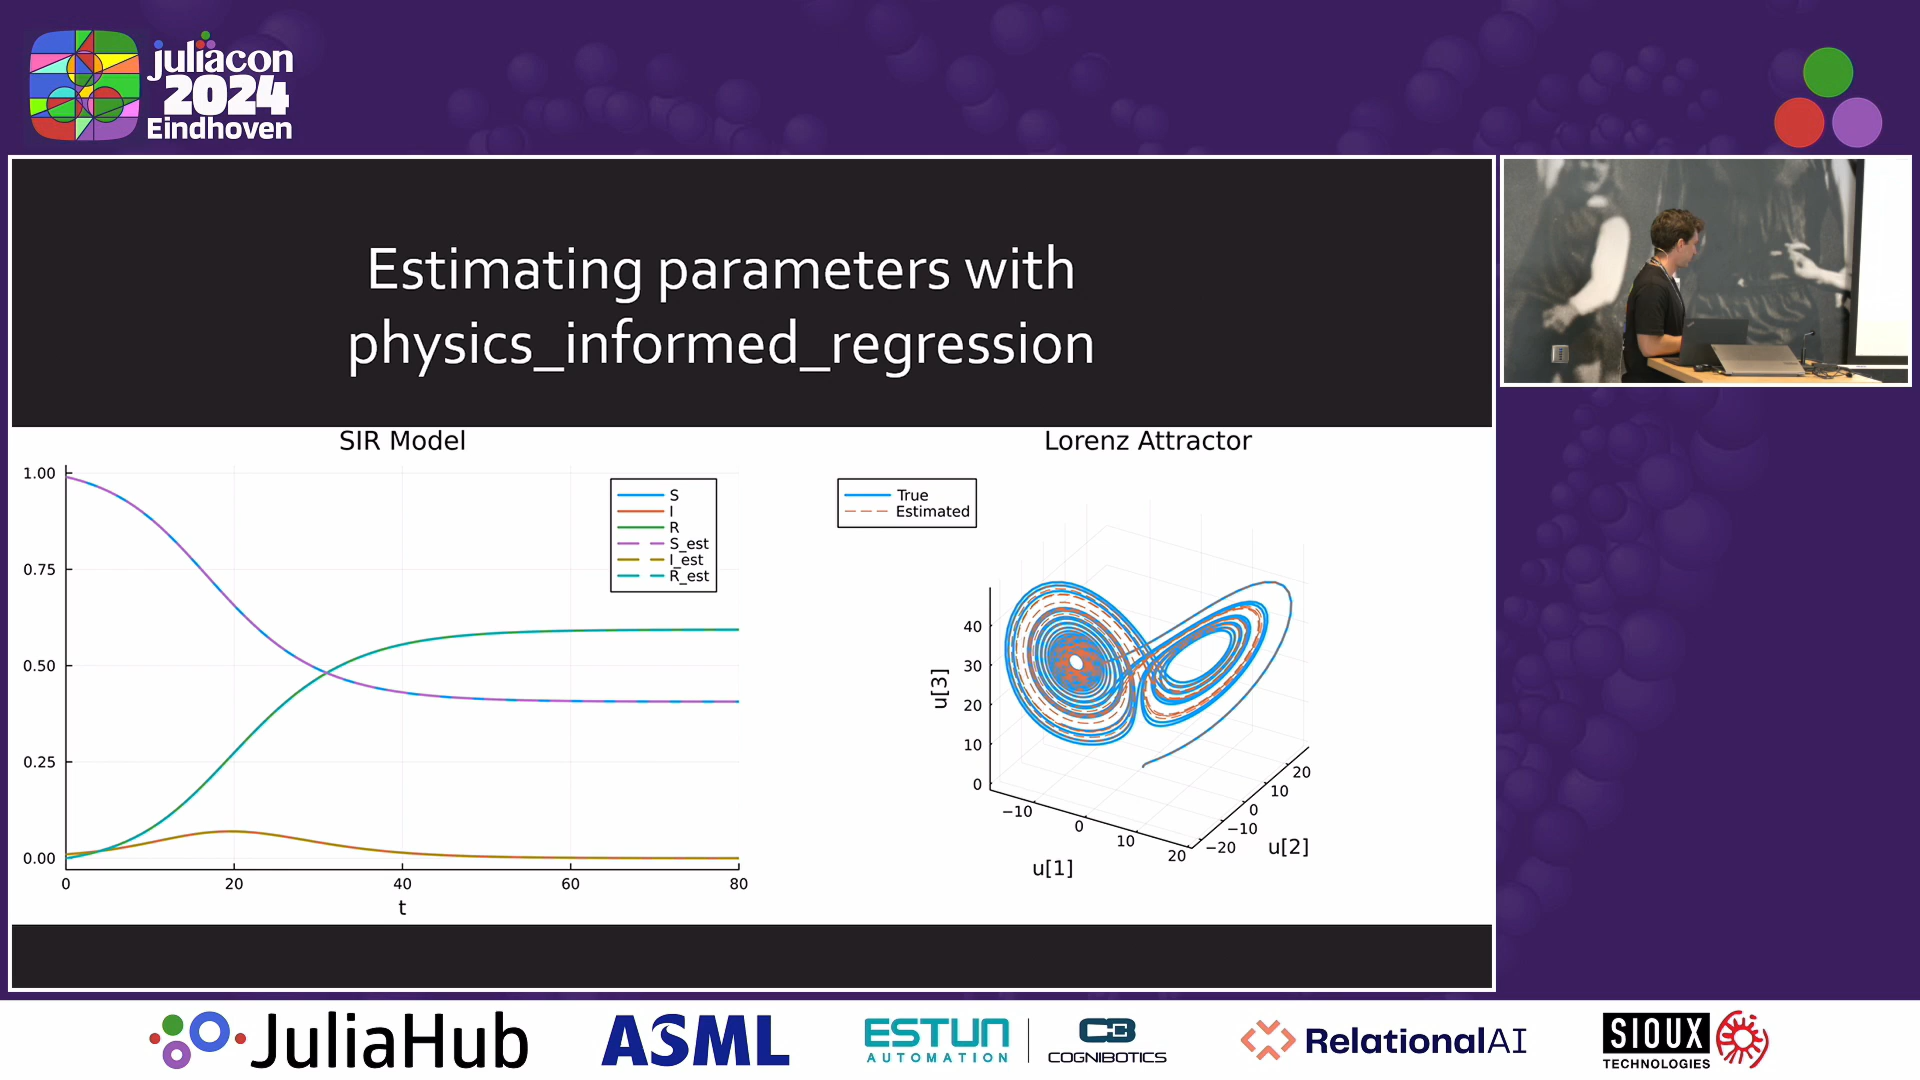 juliacon
2024
Eindhoven
Estimating parameters with
physics_informed_regression
SIR Model
1.00
0.75
0.50
0.25
0.00
0
20
40
60
80
t
S
I
R
S_est
I_est
R_est
Lorenz Attractor
True
Estimated
40
30
20
10
0
u[3]
−10
0
10
20
u[1]
20
10
0
−10
−20
u[2]
JuliaHub
ASML
ESTUN
AUTOMATION
COGNIBOTICS
RelationalAI
SIOUX
TECHNOLOGIES